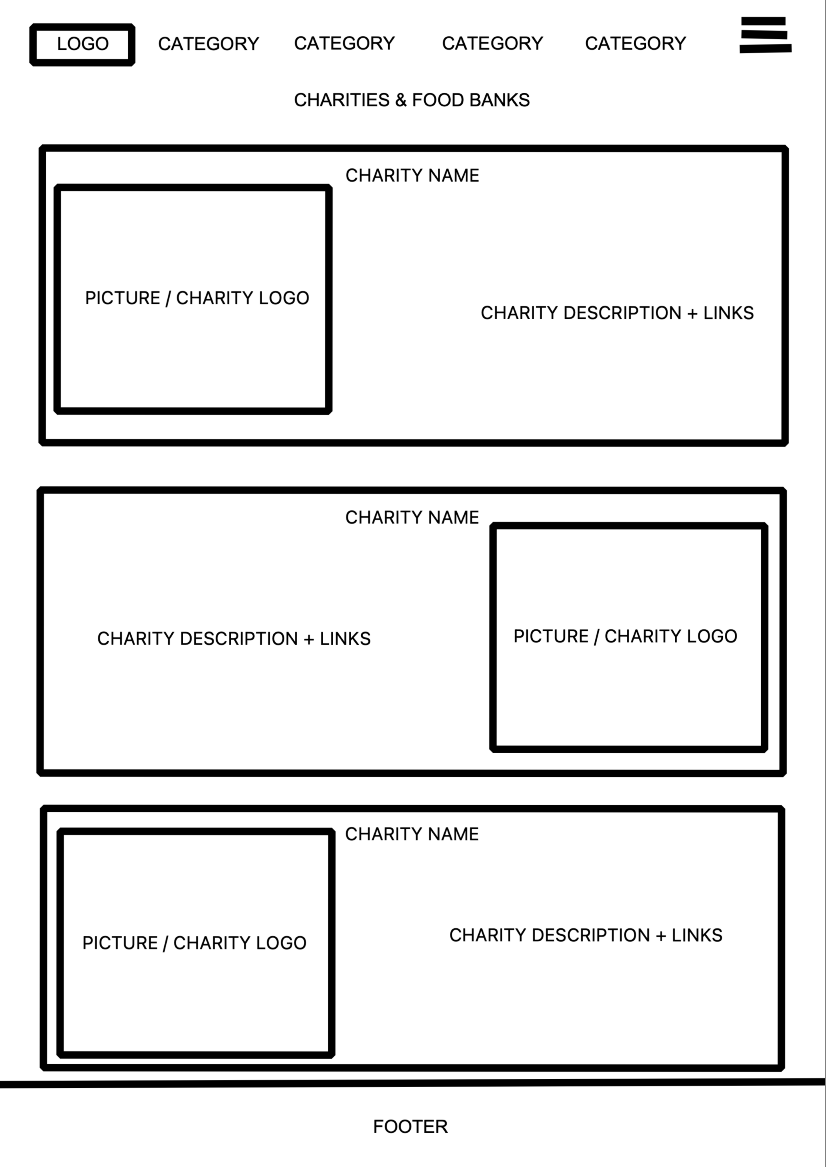 LOGO CATEGORY CATEGORY CATEGORY CATEGORY
CHARITIES & FOOD BANKS
CHARITY NAME
PICTURE / CHARITY LOGO
CHARITY DESCRIPTION + LINKS
CHARITY NAME
CHARITY DESCRIPTION + LINKS
PICTURE / CHARITY LOGO
CHARITY NAME
PICTURE / CHARITY LOGO
CHARITY DESCRIPTION + LINKS
FOOTER